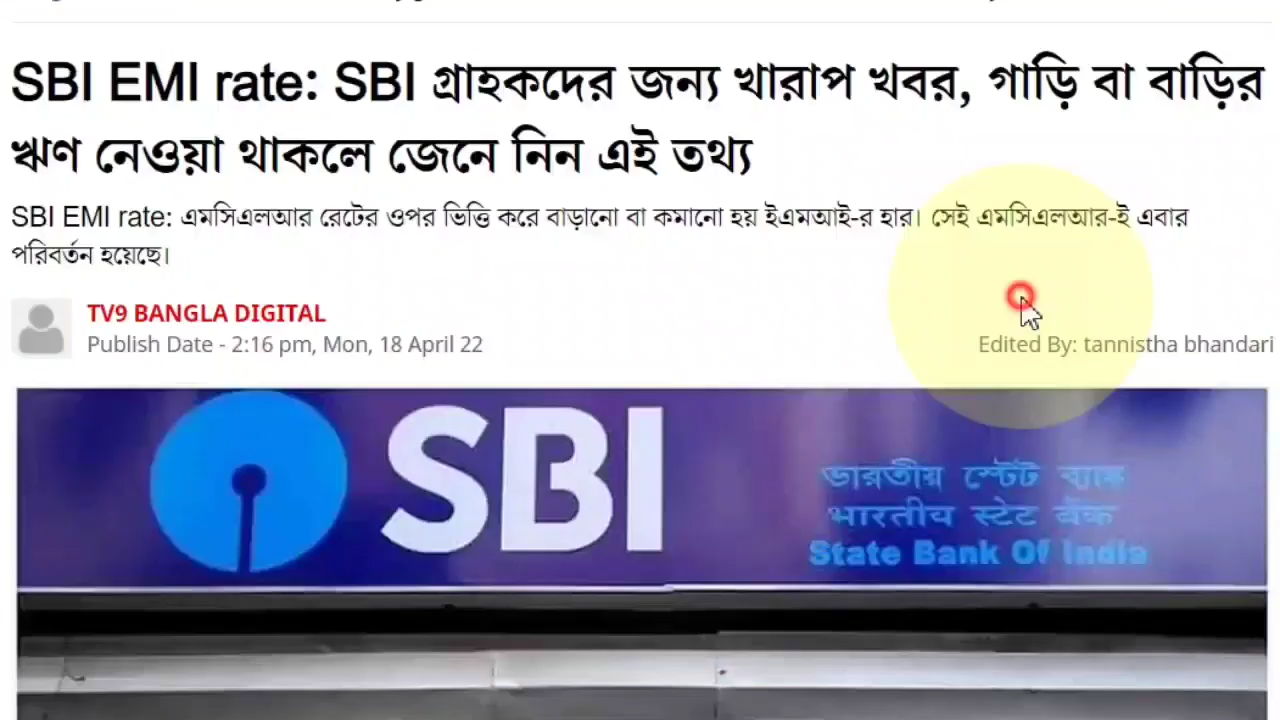 SBI EMI rate: SBI গ্রাহকদের জন্য খারাপ খবর, গাড়ি বা বাড়ির
ঋণ নেওয়া থাকলে জেনে নিন এই তথ্য
SBI EMI rate: এমসিএলআর রেটের ওপর ভিত্তি করে বাড়ানো বা কমানো হয় ইএমআই-র হার। সেই এমসিএলআর-ই এবার
পরিবর্তন হয়েছে।
TV9 BANGLA DIGITAL
Publish Date - 2:16 pm, Mon, 18 April 22
Edited By: tannistha bhandari
SBI
ভারতীয় স্টেট ব্যাঙ্ক
भारतीय स्टेट बैंक
State Bank Of India